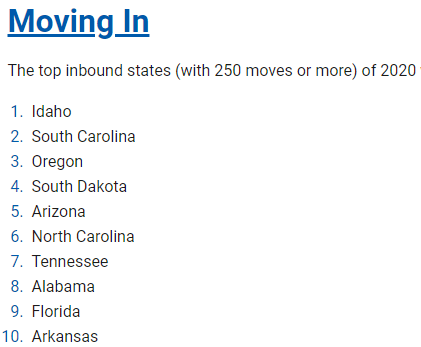 Moving In
The top inbound states (with 250 moves or more) of 2020
1. Idaho
2. South Carolina
3. Oregon
4. South Dakota
5. Arizona
6. North Carolina
7. Tennessee
8. Alabama
9. Florida
10. Arkansas